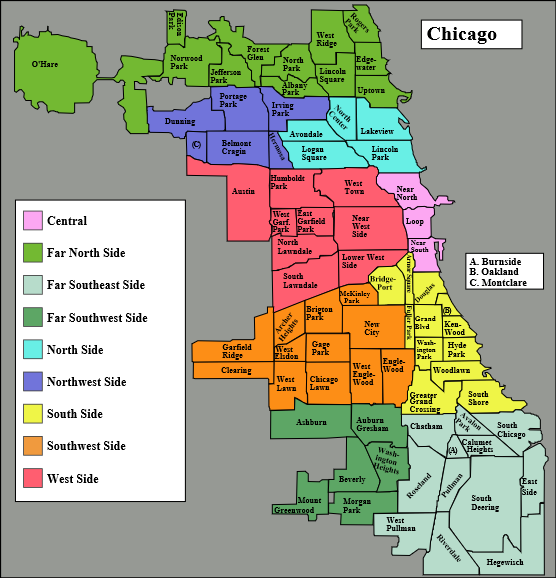 Chicago
Edison
Park
Rogers
Park
West
Ridge
O'Hare
Norwood
Park
Forest
Glen
North
Park
Edge-
water
Jefferson
Park
Lincoln
Square
Albany
Park
Uptown
Portage
Park
Irving
Park
North
Center
Dunning
Avondale
Lakeview
(C)
Belmont
Cragin
Hermosa
Logan
Square
Lincoln
Park
Austin
Humboldt
Park
West
Town
Near
North
West
Garf.
Park
East
Garfield
Park
Near
West
Side
Loop
North
Lawndale
Near
South
Lower West
Side
South
Lawndale
Bridge-
Port
Armor Square
Douglas
McKinley
Park
Archer
Heights
Brigton
Park
New
City
Fuller Park
Grand
Blvd
(B)
Ken-
Wood
Garfield
Ridge
West
Elsdon
Gage
Park
Wash-
ington
Park
Hyde
Park
Clearing
West
Lawn
Chicago
Lawn
West
Engle-
Wood
Engle-
Wood
Woodlawn
Greater
Grand
Crossing
South
Shore
Ashburn
Auburn
Gresham
Chatham
Avalon
Park
South
Chicago
Wash-
ington
Heights
(A)
Calumet
Heights
Beverly
Roseland
Pullman
South
Deering
East
Side
Mount
Greenwood
Morgan
Park
West
Pullman
Riverdale
Hegewisch
Central
Far North Side
Far Southeast Side
Far Southwest Side
North Side
Northwest Side
South Side
Southwest Side
West Side
A. Burnside
B. Oakland
C. Montclare